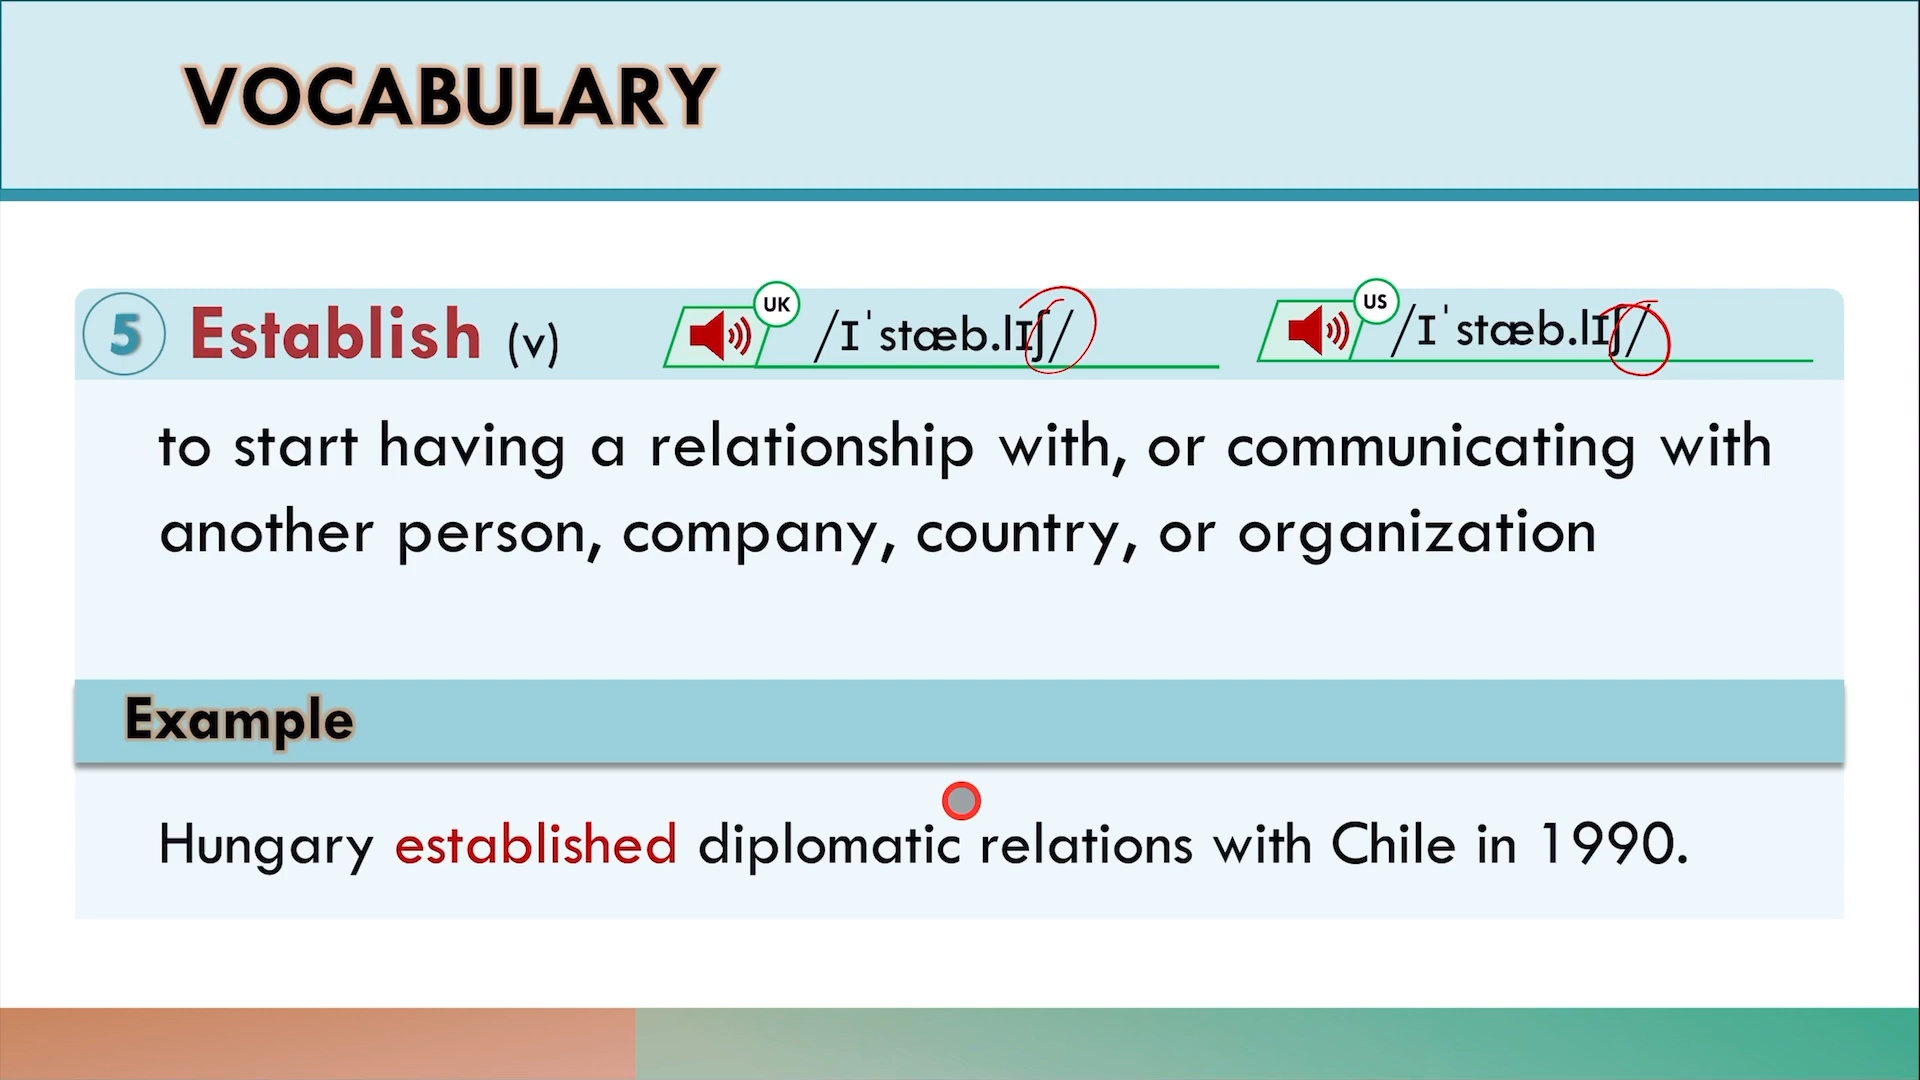 VOCABULARY
5 Establish (v) UK /ɪˈstæb.lɪʃ/ US /ɪˈstæb.lɪʃ/
to start having a relationship with, or communicating with
another person, company, country, or organization
Example
Hungary established diplomatic relations with Chile in 1990.